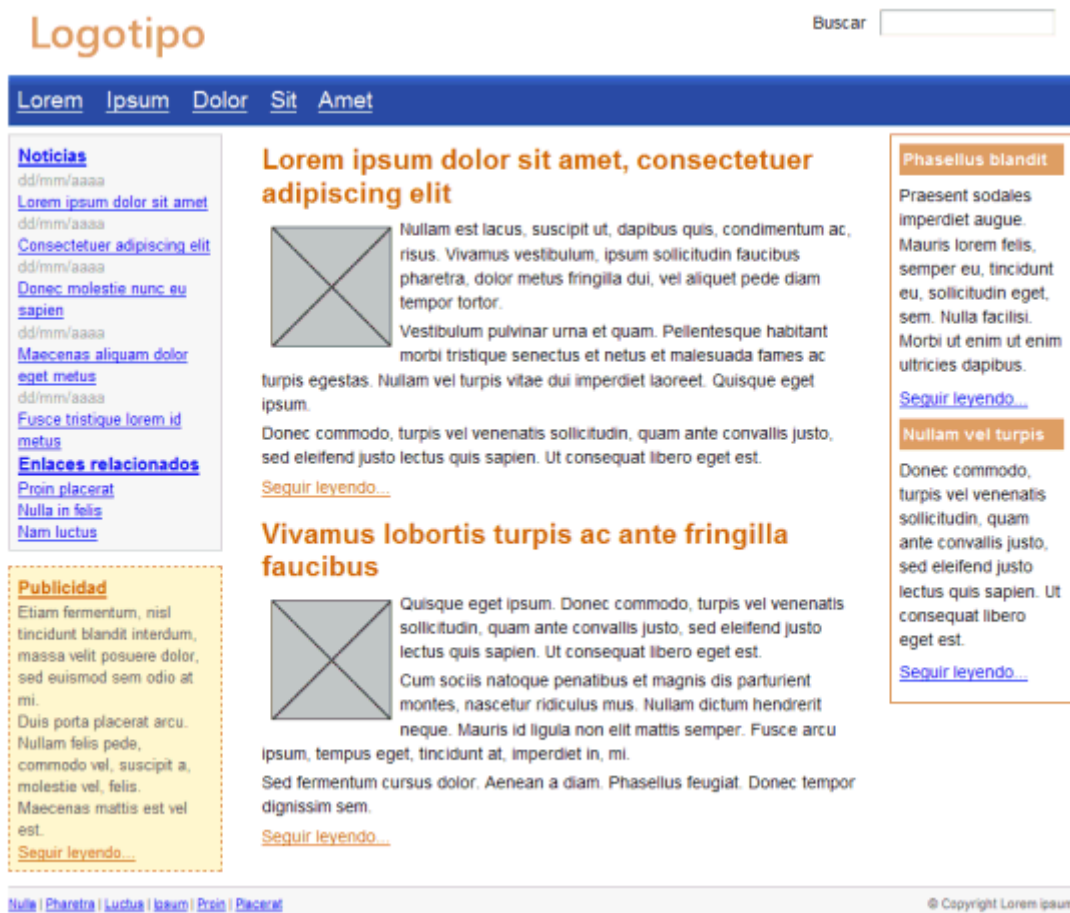 Logotipo
Buscar
Lorem Ipsum Dolor Sit Amet
Noticias
dd/mm/aaaa
Lorem ipsum dolor sit amet
dd/mm/aaaa
Consectetuer adipiscing elit
dd/mm/aaaa
Donec molestie nunc eu
sapien
dd/mm/aaaa
Maecenas aliquam dolor
eget metus
dd/mm/aaaa
Fusce tristique lorem id
metus
Enlaces relacionados
Proin placerat
Nulla in felis
Nam luctus
Publicidad
Etiam fermentum, nisl
tincidunt blandit interdum,
massa velit posuere dolor,
sed euismod sem odio at
mi.
Duis porta placerat arcu.
Nullam felis pede,
commodo vel, suscipit a,
molestie vel, felis.
Maecenas mattis est vel
est.
Seguir leyendo...
Lorem ipsum dolor sit amet, consectetuer
adipiscing elit
Nullam est lacus, suscipit ut, dapibus quis, condimentum ac,
risus. Vivamus vestibulum, ipsum sollicitudin faucibus
pharetra, dolor metus fringilla dui, vel aliquet pede diam
tempor tortor.
Vestibulum pulvinar urna et quam. Pellentesque habitant
morbi tristique senectus et netus et malesuada fames ac
turpis egestas. Nullam vel turpis vitae dui imperdiet laoreet. Quisque eget
ipsum.
Donec commodo, turpis vel venenatis sollicitudin, quam ante convallis justo,
sed eleifend justo lectus quis sapien. Ut consequat libero eget est.
Seguir leyendo...
Vivamus lobortis turpis ac ante fringilla
faucibus
Quisque eget ipsum. Donec commodo, turpis vel venenatis
sollicitudin, quam ante convallis justo, sed eleifend justo
lectus quis sapien. Ut consequat libero eget est.
Cum sociis natoque penatibus et magnis dis parturient
montes, nascetur ridiculus mus. Nullam dictum hendrerit
neque. Mauris id ligula non elit mattis semper. Fusce arcu
ipsum, tempus eget, tincidunt at, imperdiet in, mi.
Sed fermentum cursus dolor. Aenean a diam. Phasellus feugiat. Donec tempor
dignissim sem.
Seguir leyendo...
Phasellus blandit
Praesent sodales
imperdiet augue.
Mauris lorem felis,
semper eu, tincidunt
eu, sollicitudin eget,
sem. Nulla facilisi.
Morbi ut enim ut enim
ultricies dapibus.
Seguir leyendo...
Nullam vel turpis
Donec commodo,
turpis vel venenatis
sollicitudin, quam
ante convallis justo,
sed eleifend justo
lectus quis sapien. Ut
consequat libero
eget est.
Seguir leyendo...
Nulla | Pharetra | Luctus | Ipsum | Proin | Placerat
© Copyright Lorem ipsum